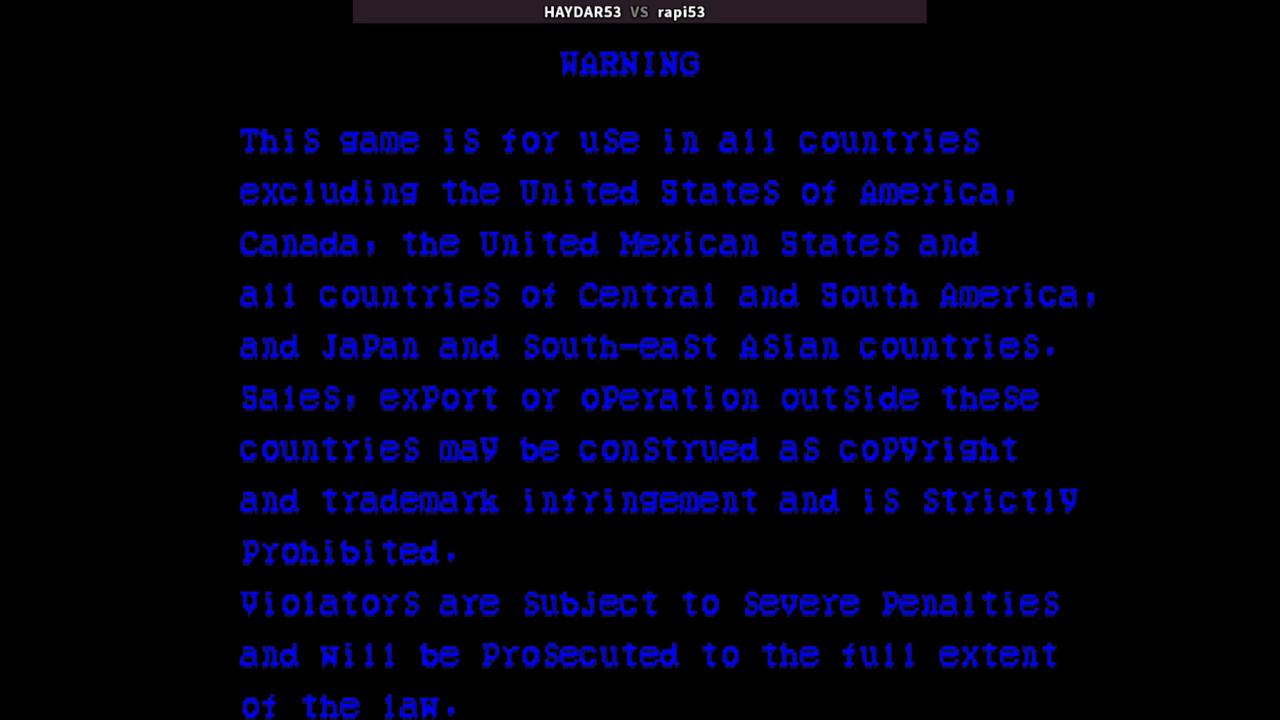 HAYDAR53 VS rapi53
WARNING
This game is for use in all countries
excluding the United States of America,
Canada, the United Mexican States and
all countries of Central and South America,
and Japan and South-east Asian countries.
Sales, export or operation outside these
countries may be construed as copyright
and trademark infringement and is strictly
prohibited.
Violators are subject to severe penalties
and will be prosecuted to the full extent
of the law.